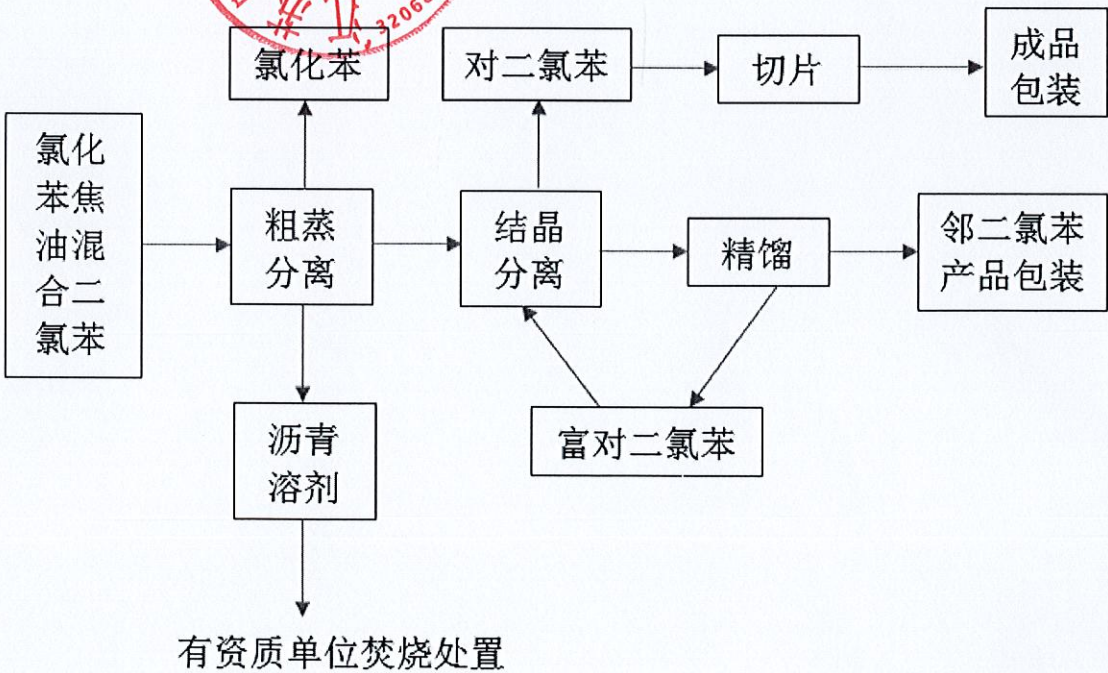 32066
氯化苯
对二氯苯
切片
成品
包装
氯化
苯焦
油混
合二
氯苯
粗蒸
分离
结晶
分离
精馏
邻二氯苯
产品包装
沥青
溶剂
富对二氯苯
有资质单位焚烧处置